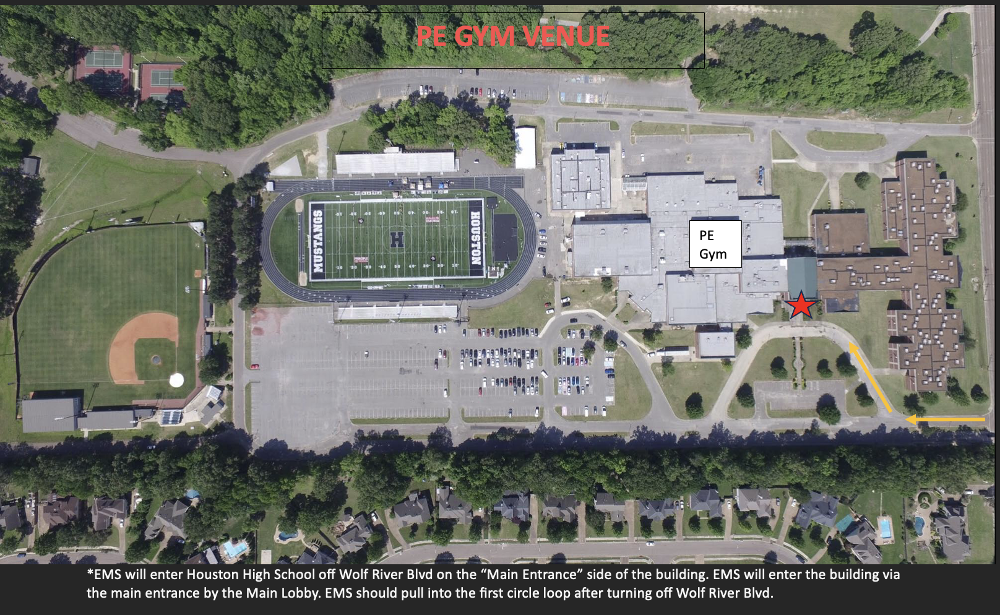 PE GYM VENUE
MUSTANGS
H
HOUSTON
PE
Gym
*EMS will enter Houston High School off Wolf River Blvd on the “Main Entrance” side of the building. EMS will enter the building via
the main entrance by the Main Lobby. EMS should pull into the first circle loop after turning off Wolf River Blvd.